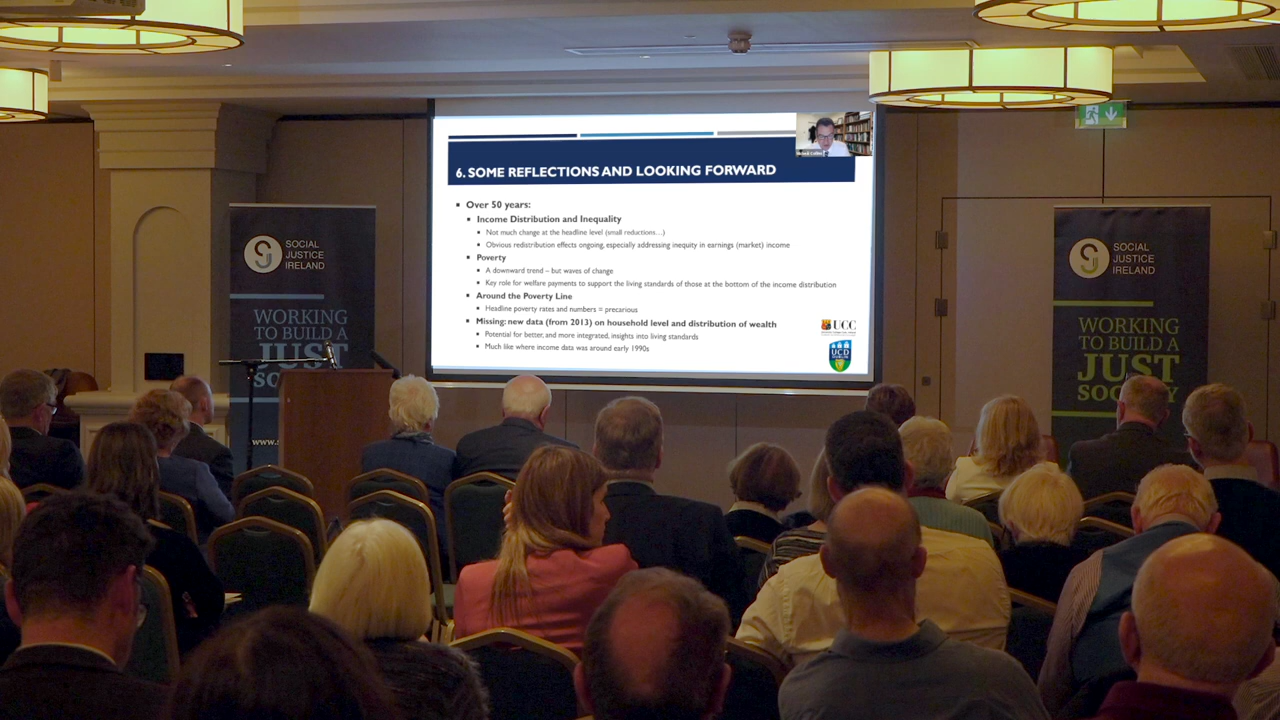 6. SOME REFLECTIONS AND LOOKING FORWARD
Over 50 years:
Income Distribution and Inequality
Not much change at the headline level (small reductions...)
Obvious redistribution effects ongoing, especially addressing inequity in earnings (market) income
Poverty
A downward trend – but waves of change
Key role for welfare payments to support the living standards of those at the bottom of the income distribution
Around the Poverty Line
Headline poverty rates and numbers = precarious
Missing: new data (from 2013) on household level and distribution of wealth
Potential for better, and more integrated, insights into living standards
Much like where income data was around early 1990s
UCC
UCD
SOCIAL
JUSTICE
IRELAND
WORKING
TO BUILD A
JUST
SOC
www.s
SOCIAL
JUSTICE
IRELAND
WORKING
TO BUILD A
JUST
SOC Y